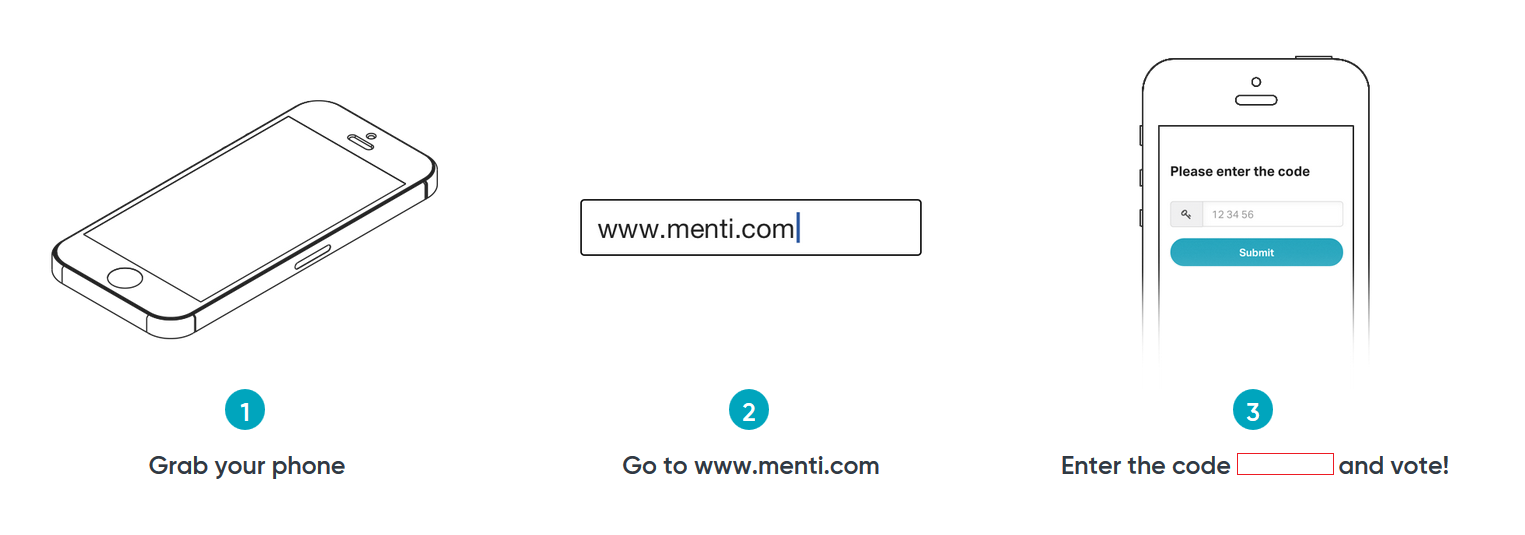 www.menti.com
Please enter the code
12 34 56
Submit
1
2
3
Grab your phone
Go to www.menti.com
Enter the code and vote!